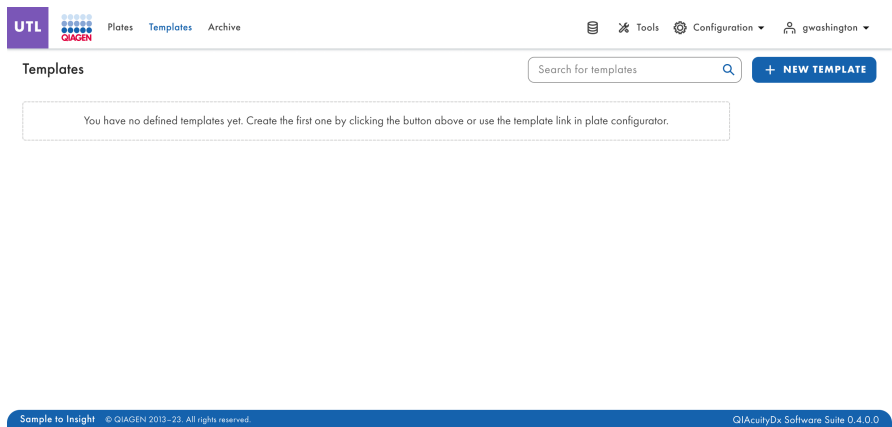 UTL QIAGEN Plates Templates Archive Tools Configuration gwashington
Templates Search for templates + NEW TEMPLATE
You have no defined templates yet. Create the first one by clicking the button above or use the template link in plate configurator.
Sample to Insight © QIAGEN 2013–23. All rights reserved. QIAcuityDx Software Suite 0.4.0.0